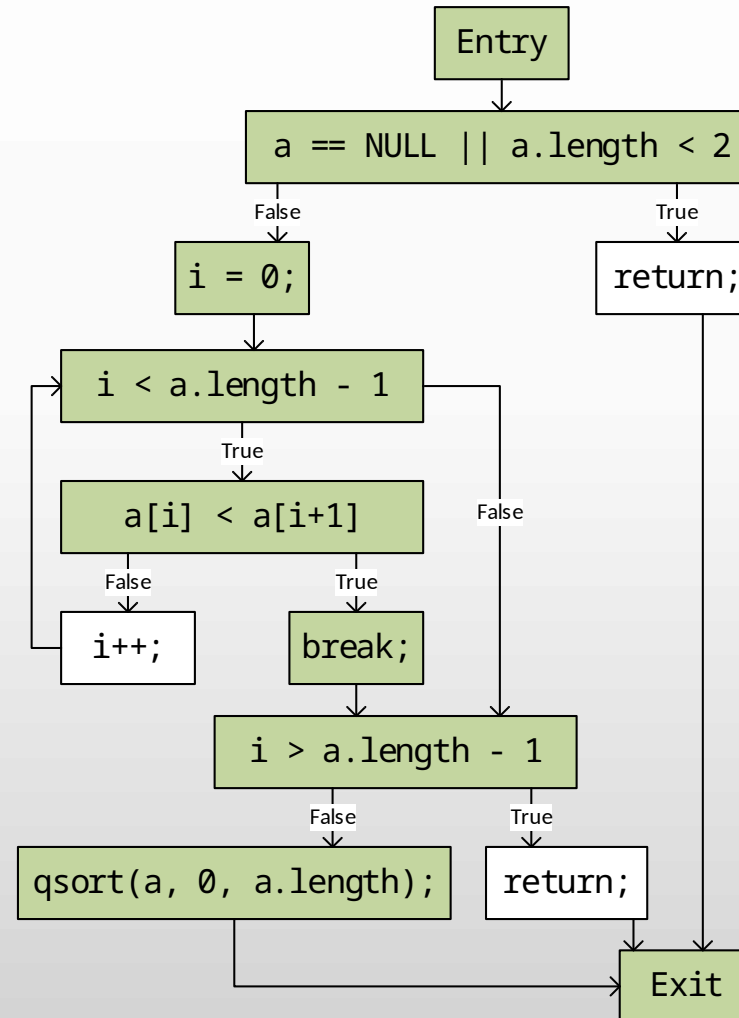 Entry
a == NULL || a.length < 2
False
True
i = 0;
return;
i < a.length - 1
True
a[i] < a[i+1]
False
False
True
i++;
break;
i > a.length - 1
False
True
qsort(a, 0, a.length);
return;
Exit